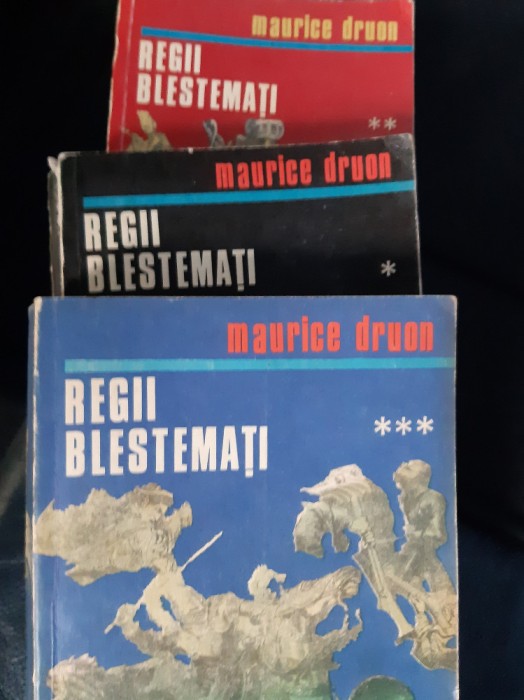 maurice druon
REGII
BLESTEMAȚI
**
maurice druon
REGII
BLESTEMAȚI
*
maurice druon
REGII
BLESTEMAȚI
***